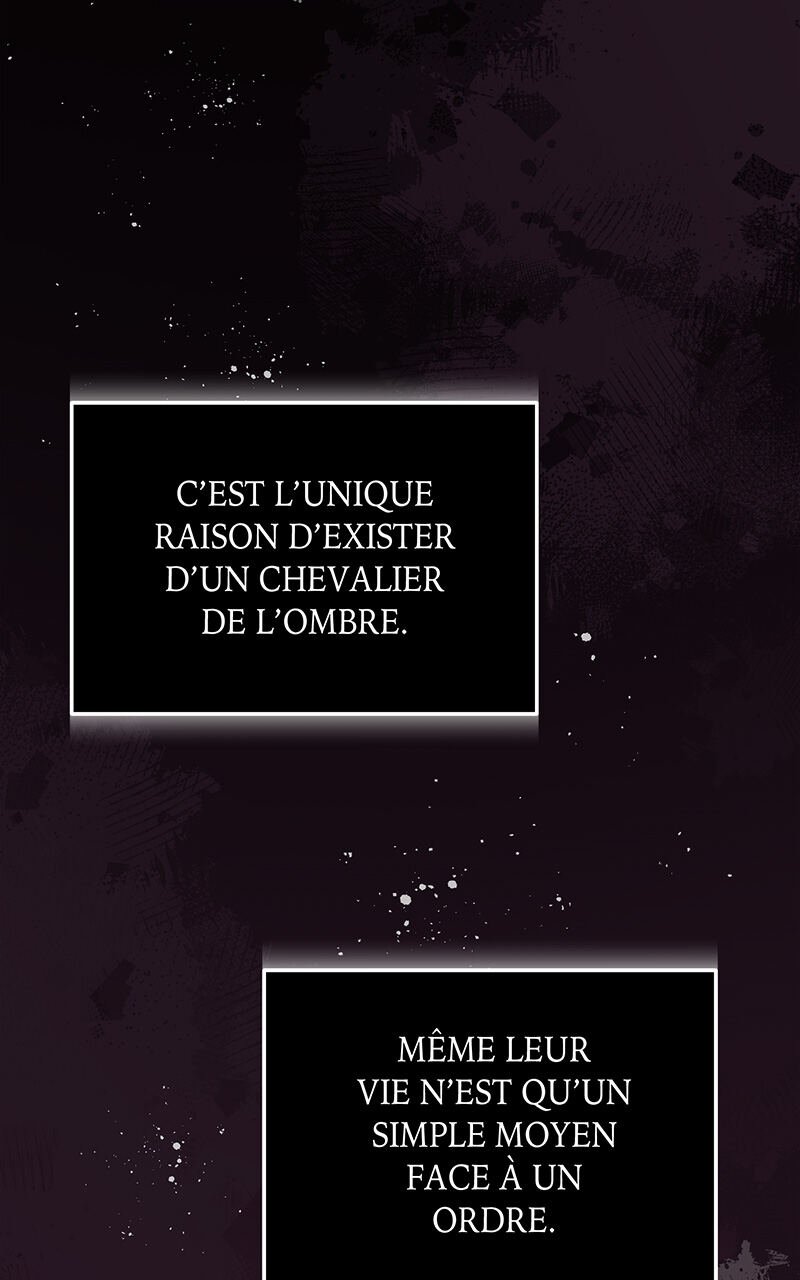 C’EST L’UNIQUE
RAISON D’EXISTER
D’UN CHEVALIER
DE L’OMBRE.
MÊME LEUR
VIE N’EST QU’UN
SIMPLE MOYEN
FACE À UN
ORDRE.